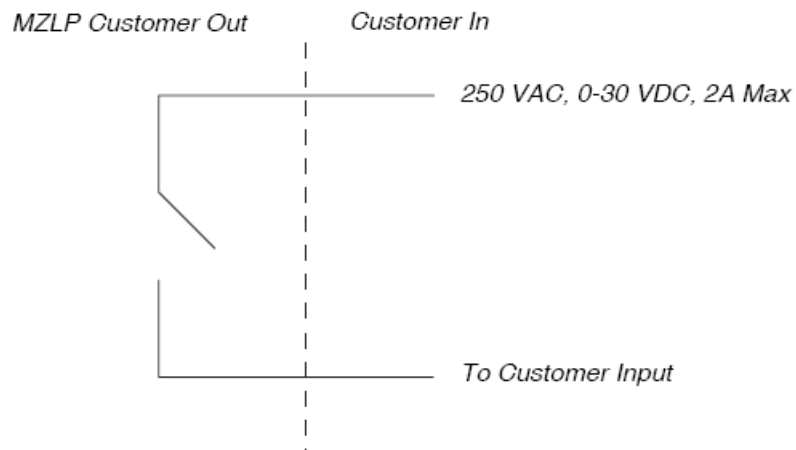 MZLP Customer Out
Customer In
250 VAC, 0-30 VDC, 2A Max
To Customer Input